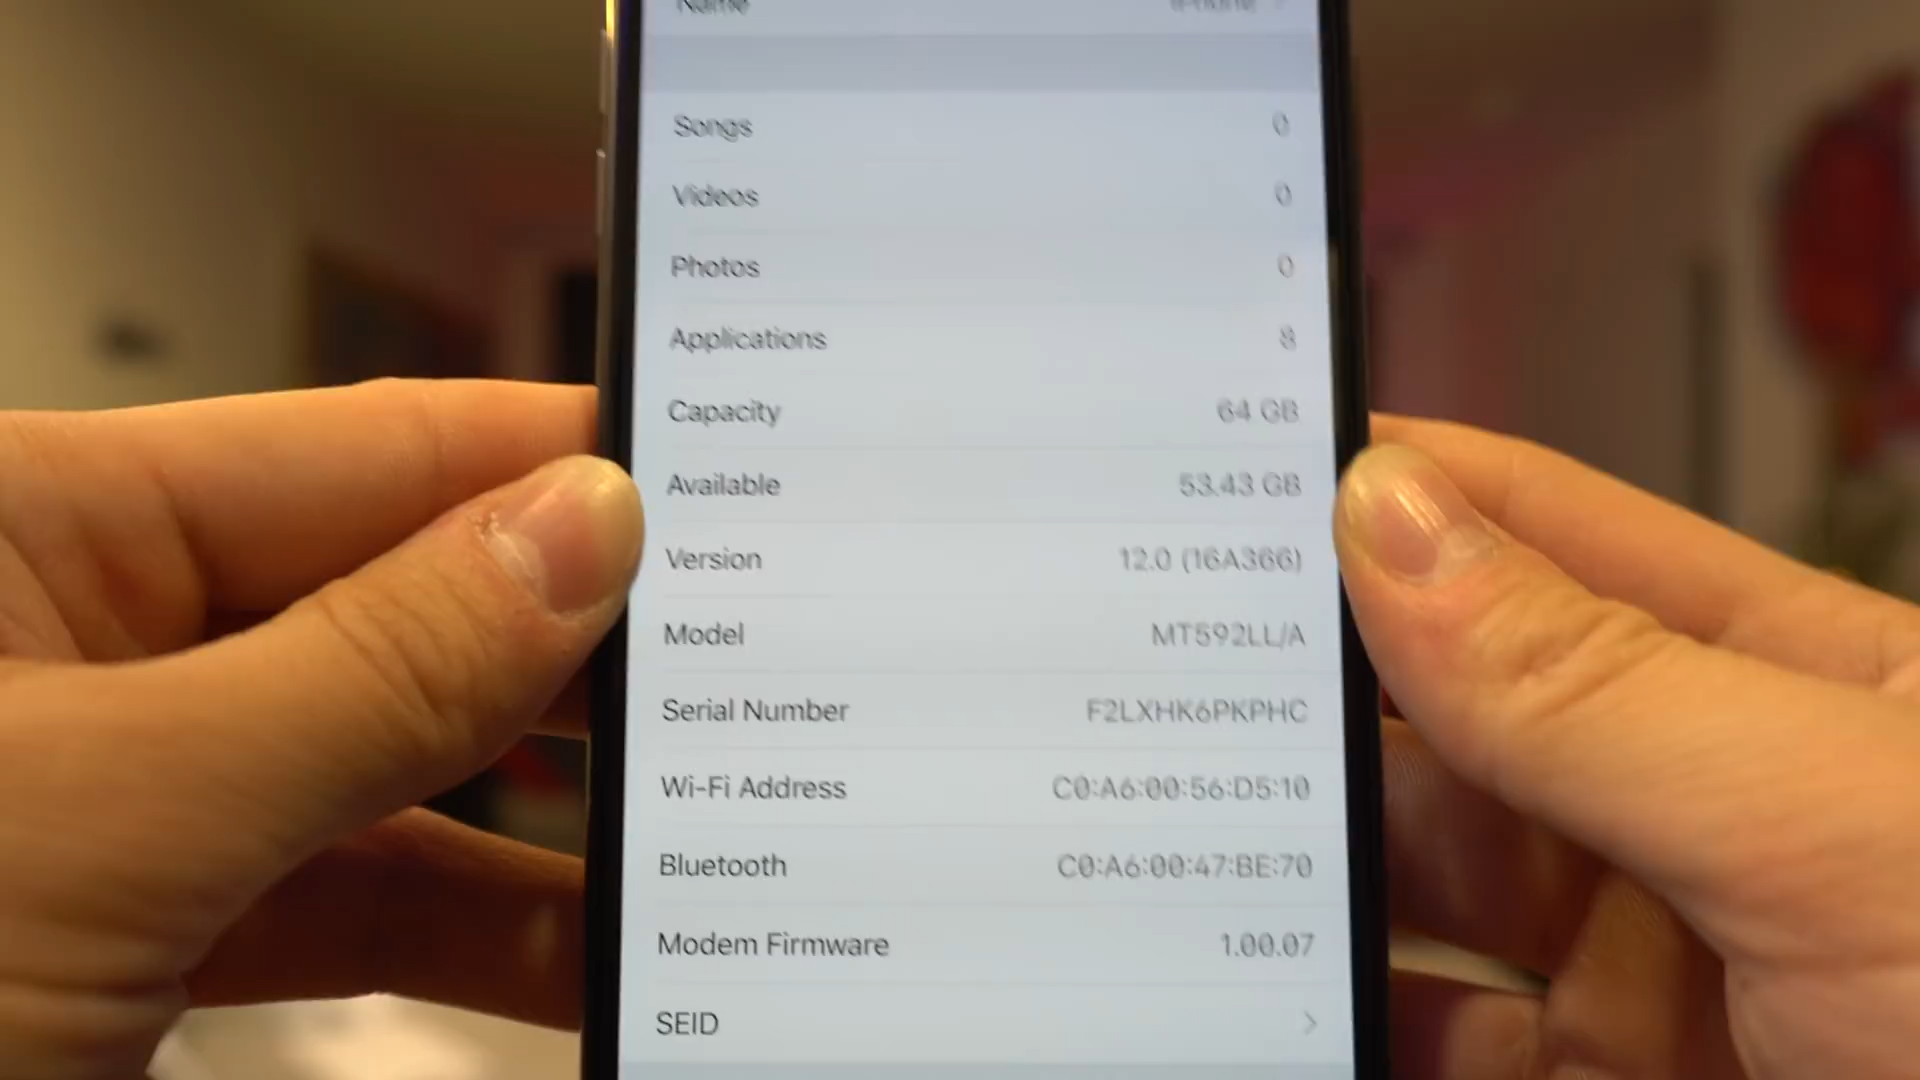 Name iPhone
Songs 0
Videos 0
Photos 0
Applications 8
Capacity 64 GB
Available 53.43 GB
Version 12.0 (16A366)
Model MT592LL/A
Serial Number F2LXHK6PKPHC
Wi-Fi Address C0:A6:00:56:D5:10
Bluetooth C0:A6:00:47:BE:70
Modem Firmware 1.00.07
SEID